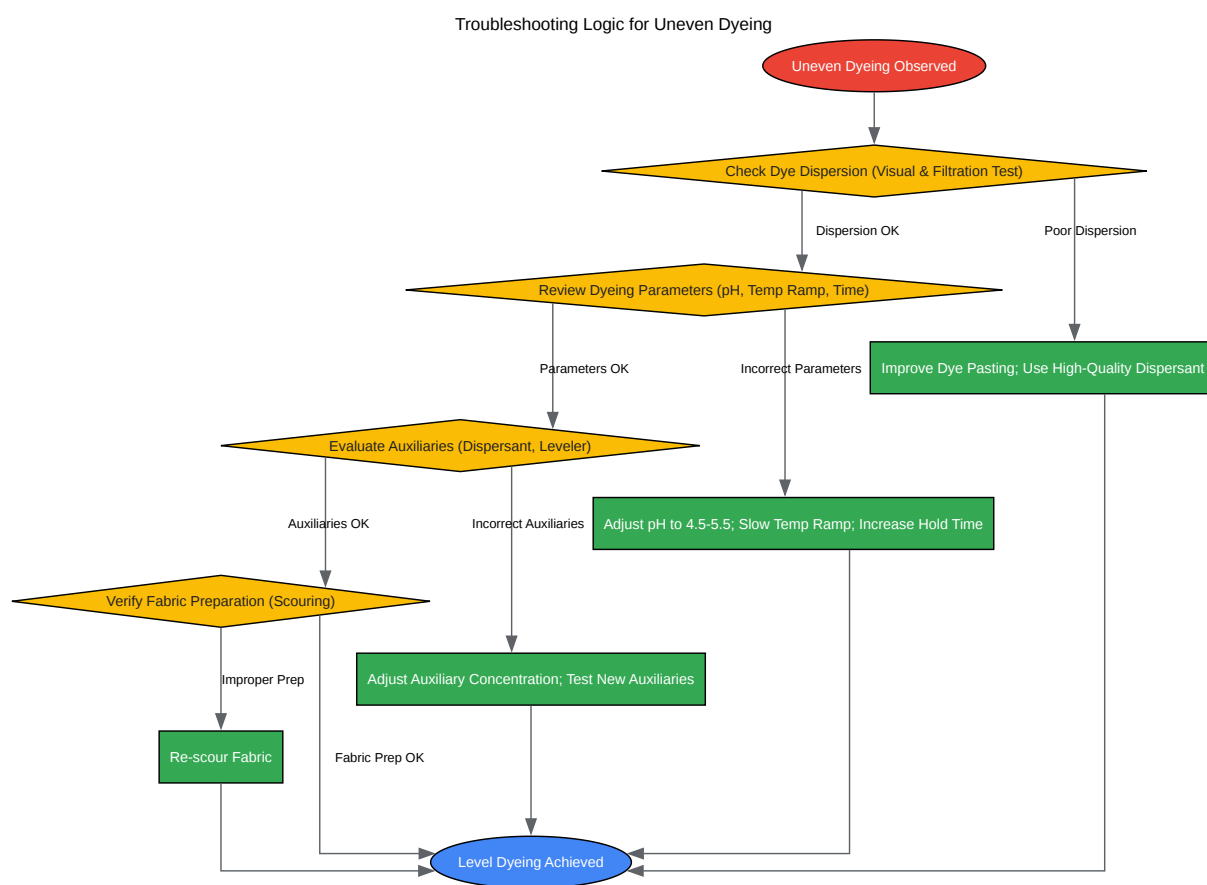 Troubleshooting Logic for Uneven Dyeing
Uneven Dyeing Observed
Check Dye Dispersion (Visual & Filtration Test)
Dispersion OK
Poor Dispersion
Review Dyeing Parameters (pH, Temp Ramp, Time)
Parameters OK
Incorrect Parameters
Improve Dye Pasting; Use High-Quality Dispersant
Evaluate Auxiliaries (Dispersant, Leveler)
Auxiliaries OK
Incorrect Auxiliaries
Adjust pH to 4.5-5.5; Slow Temp Ramp; Increase Hold Time
Verify Fabric Preparation (Scouring)
Improper Prep
Adjust Auxiliary Concentration; Test New Auxiliaries
Re-scour Fabric
Fabric Prep OK
Level Dyeing Achieved